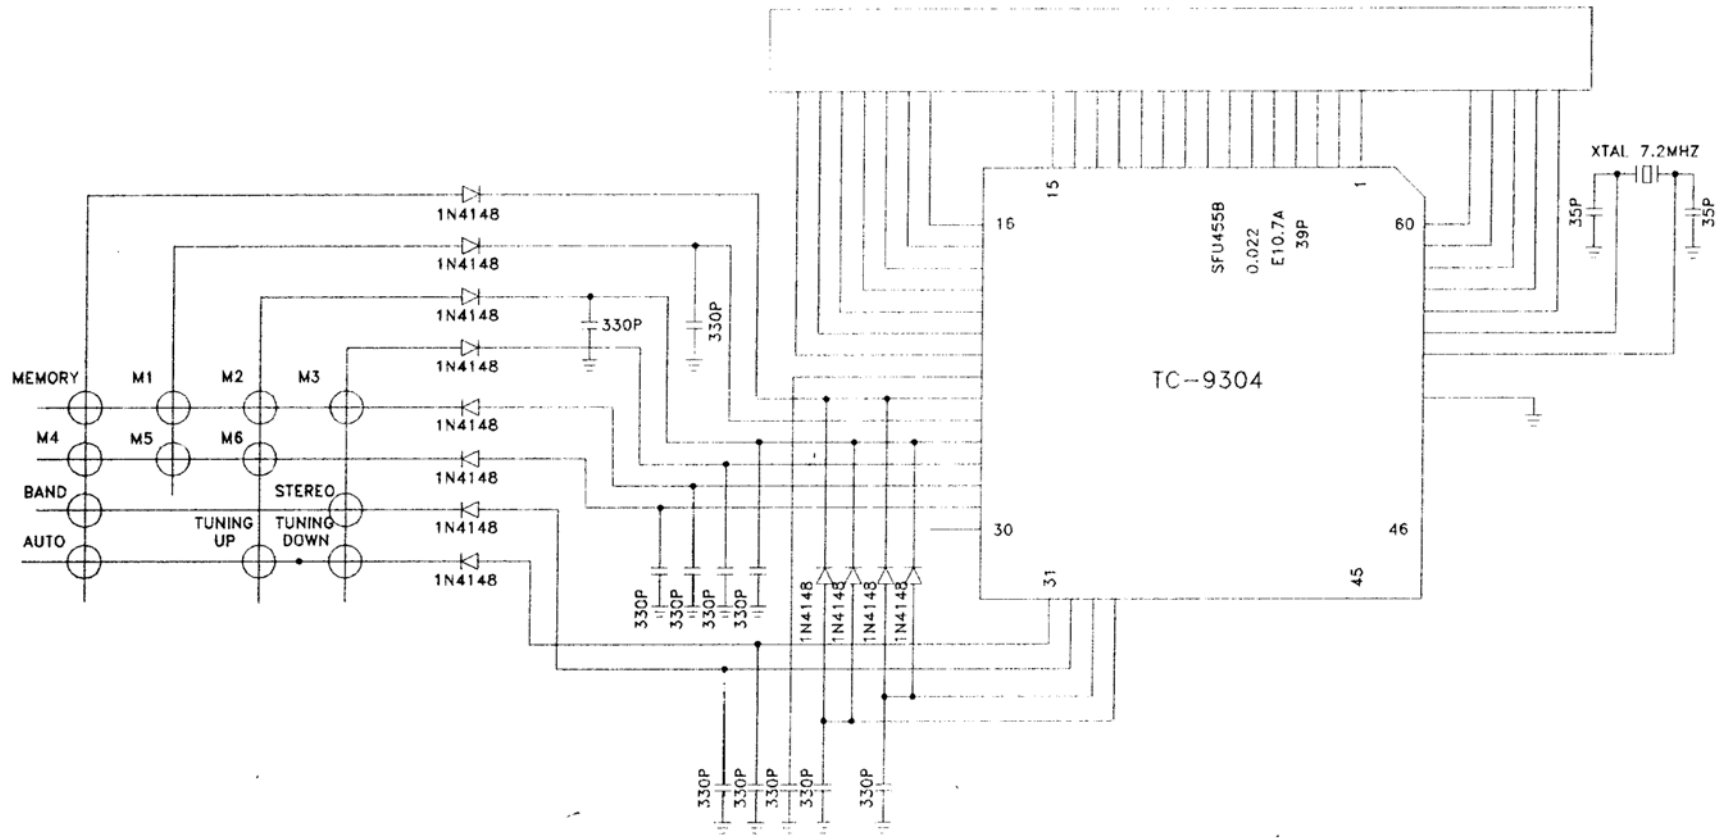 XTAL 7.2MHZ
35P
35P
15
1
16
60
SFU455B
0.022
E10.7A
39P
1N4148
1N4148
1N4148
330P
330P
1N4148
MEMORY M1 M2 M3
TC-9304
1N4148
M4 M5 M6
1N4148
BAND STEREO
1N4148
AUTO TUNING UP TUNING DOWN
1N4148
30
46
31
45
330P
330P
330P
330P
1N4148
1N4148
1N4148
1N4148
330P
330P
330P
330P
330P